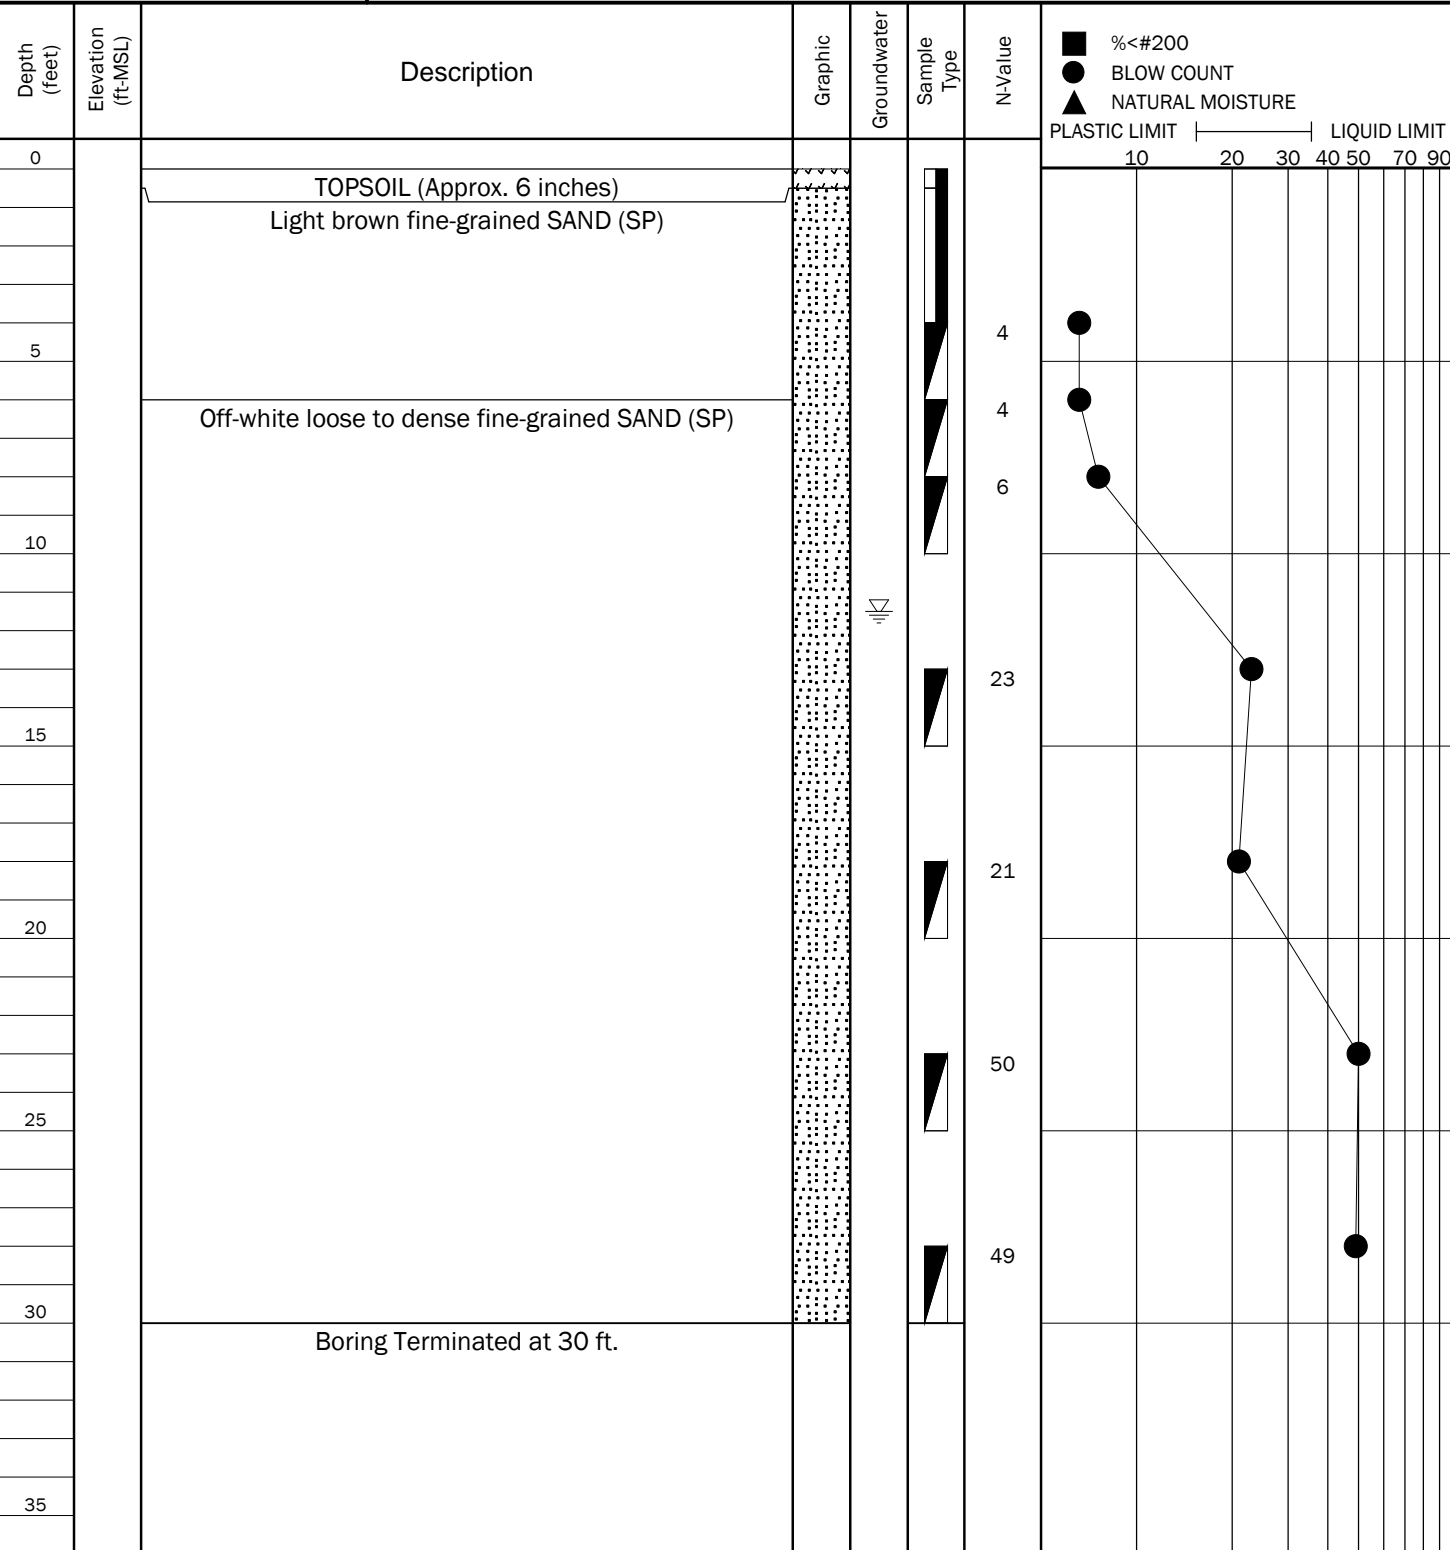 Depth
(feet)
Elevation
(ft-MSL)
Description
Graphic
Groundwater
Sample
Type
N-Value
%<#200
BLOW COUNT
NATURAL MOISTURE
PLASTIC LIMIT LIQUID LIMIT
10 20 30 40 50 70 90
0
TOPSOIL (Approx. 6 inches)
Light brown fine-grained SAND (SP)
4
5
4
Off-white loose to dense fine-grained SAND (SP)
6
10
23
15
21
20
50
25
49
30
Boring Terminated at 30 ft.
35